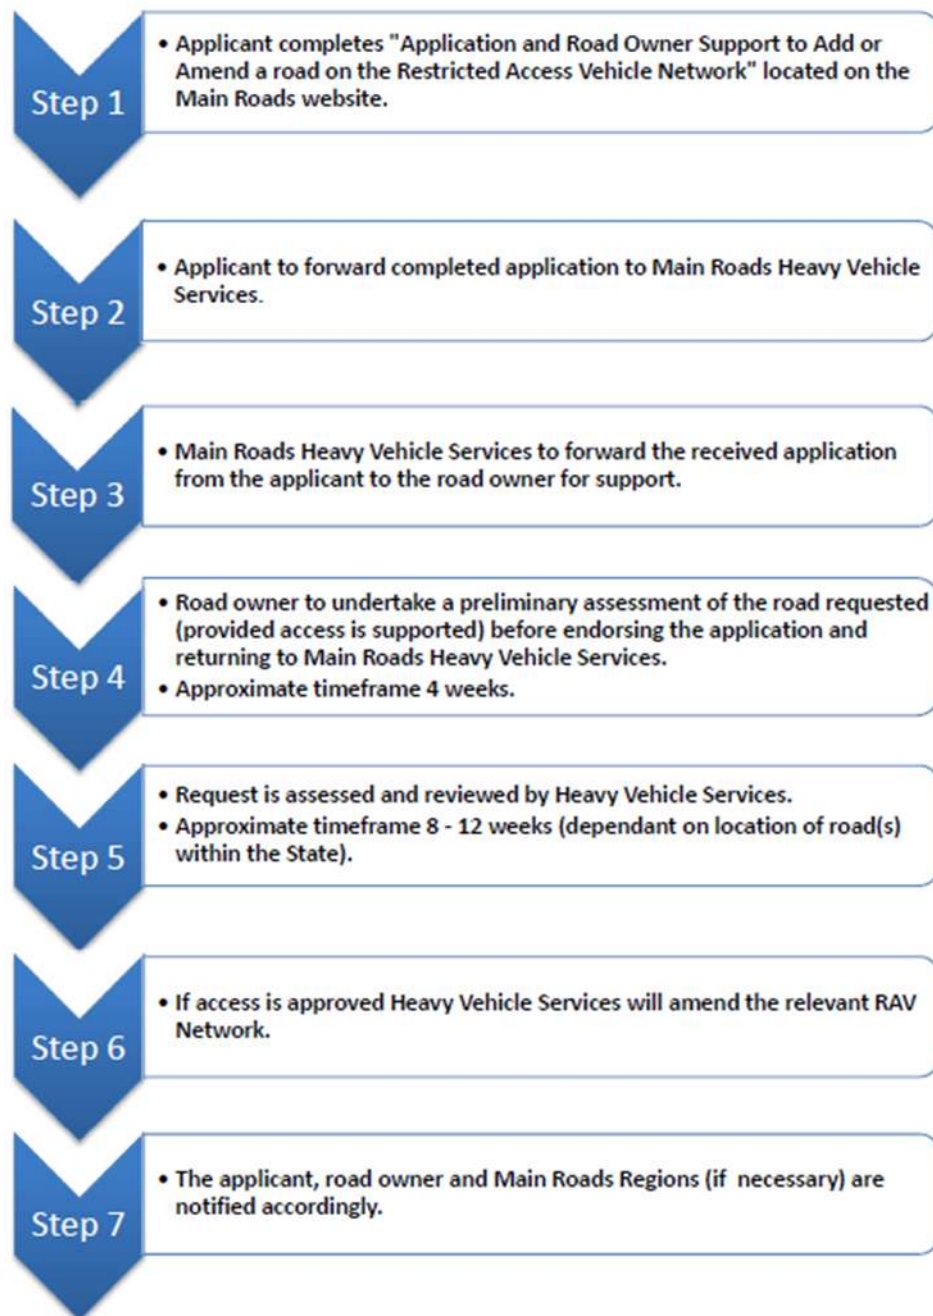 Step 1
• Applicant completes "Application and Road Owner Support to Add or
Amend a road on the Restricted Access Vehicle Network" located on the
Main Roads website.
Step 2
• Applicant to forward completed application to Main Roads Heavy Vehicle
Services.
Step 3
• Main Roads Heavy Vehicle Services to forward the received application
from the applicant to the road owner for support.
Step 4
• Road owner to undertake a preliminary assessment of the road requested
(provided access is supported) before endorsing the application and
returning to Main Roads Heavy Vehicle Services.
• Approximate timeframe 4 weeks.
Step 5
• Request is assessed and reviewed by Heavy Vehicle Services.
• Approximate timeframe 8 - 12 weeks (dependant on location of road(s)
within the State).
Step 6
• If access is approved Heavy Vehicle Services will amend the relevant RAV
Network.
Step 7
• The applicant, road owner and Main Roads Regions (if necessary) are
notified accordingly.